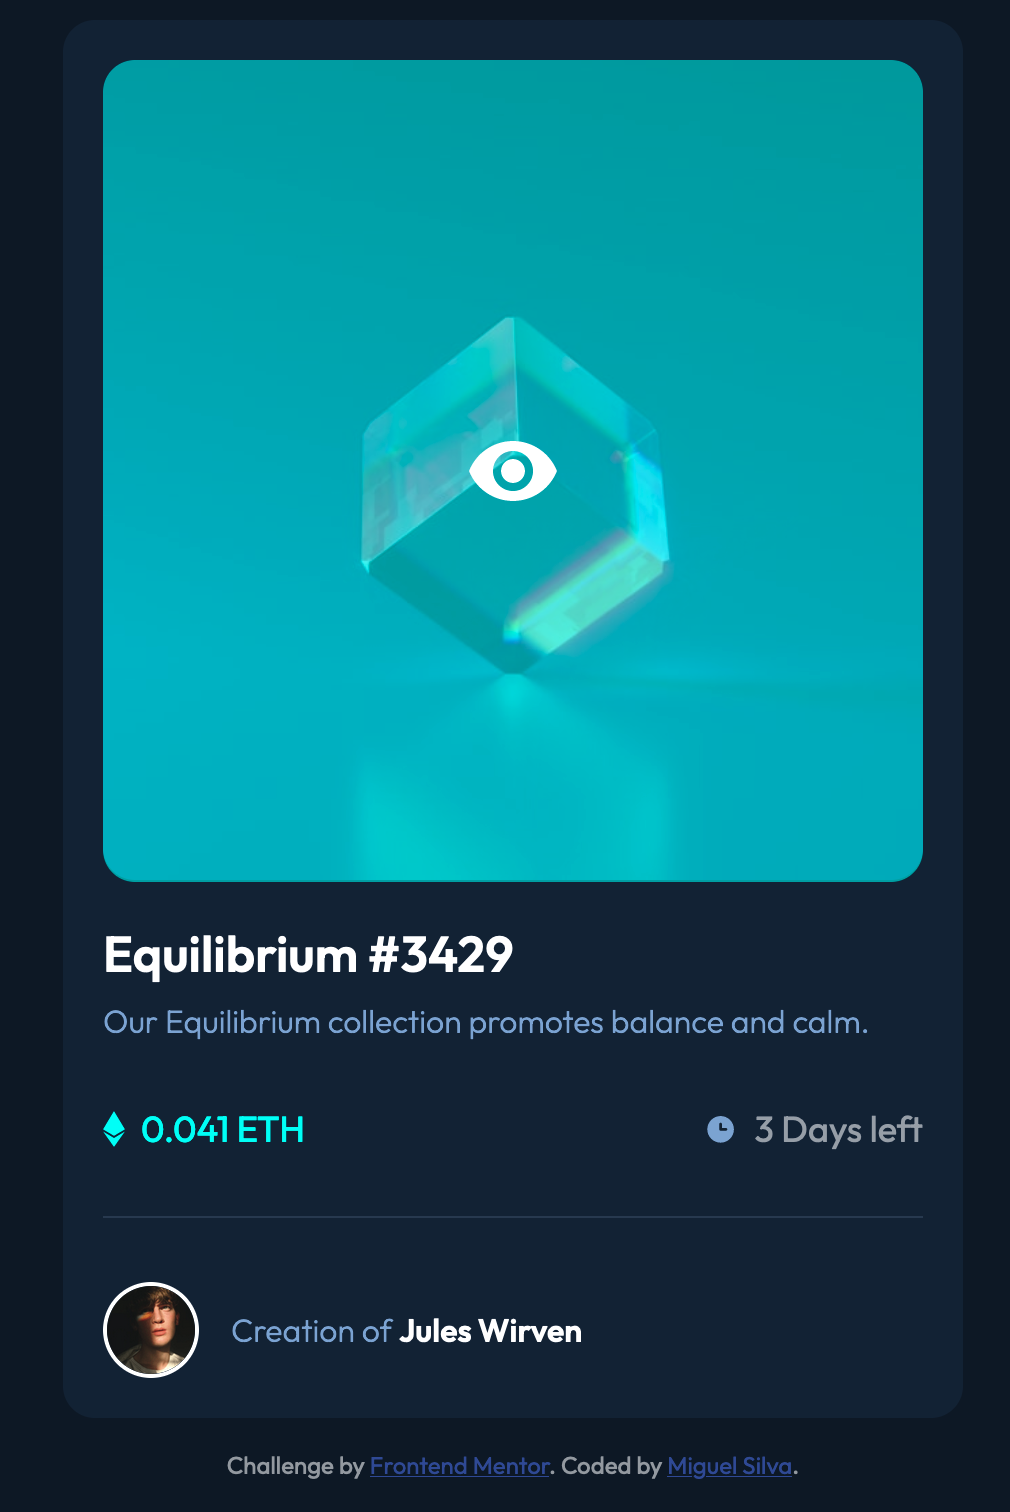 Equilibrium #3429
Our Equilibrium collection promotes balance and calm.
0.041 ETH
3 Days left
Creation of Jules Wirven
Challenge by Frontend Mentor. Coded by Miguel Silva.